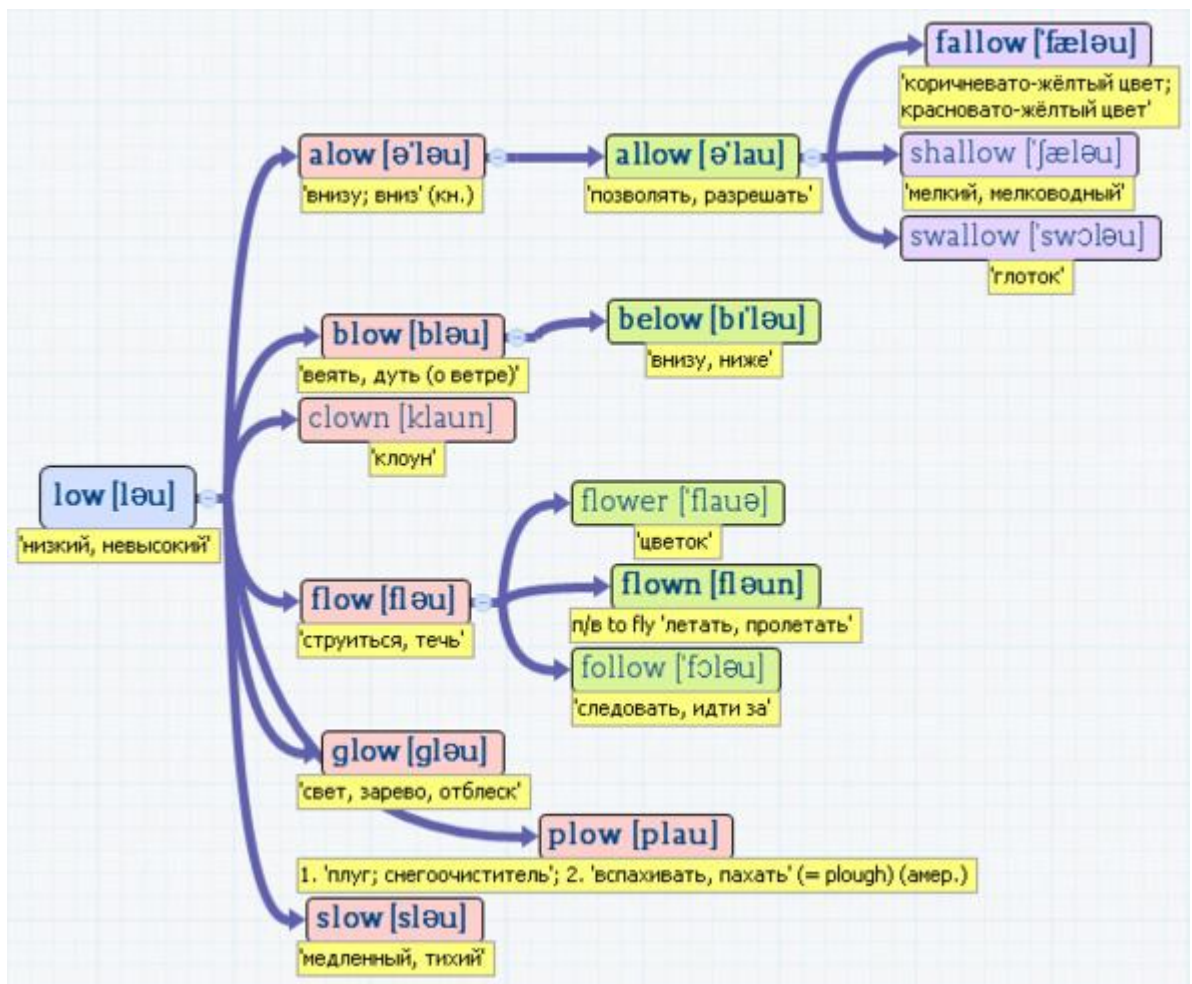 fallow ['fæləu]
'коричневато-жёлтый цвет;
красновато-жёлтый цвет'
alow [ə'ləu]
'внизу; вниз' (кн.)
allow [ə'lau]
'позволять, разрешать'
shallow ['ʃæləu]
'мелкий, мелководный'
swallow ['swɔləu]
'глоток'
blow [bləu]
'веять, дуть (о ветре)'
below [bɪ'ləu]
'внизу, ниже'
clown [klaun]
'клоун'
low [ləu]
'низкий, невысокий'
flow [fləu]
'струиться, течь'
flower ['flauə]
'цветок'
flown [fləun]
п/в to fly 'летать, пролетать'
follow ['fɔləu]
'следовать, идти за'
glow [gləu]
'свет, зарево, отблеск'
plow [plau]
1. 'плуг; снегоочиститель'; 2. 'вспахивать, пахать' (= plough) (амер.)
slow [sləu]
'медленный, тихий'